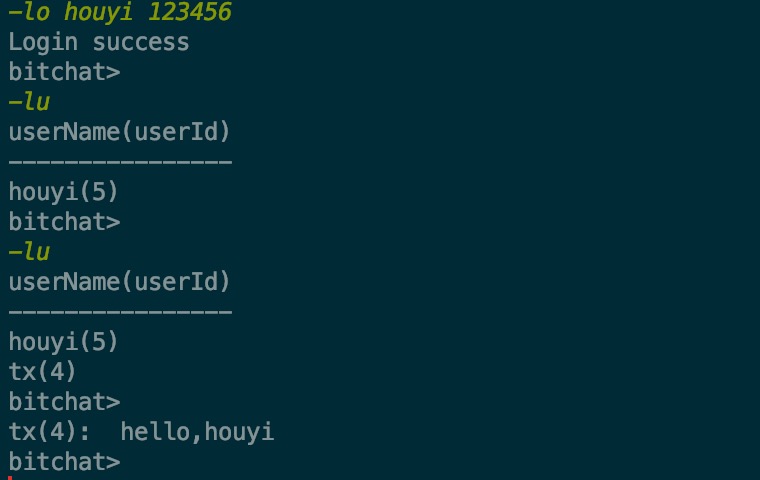 -lo houyi 123456
Login success
bitchat>
-lu
userName(userId)
----------------
houyi(5)
bitchat>
-lu
userName(userId)
----------------
houyi(5)
tx(4)
bitchat>
tx(4):  hello,houyi
bitchat>